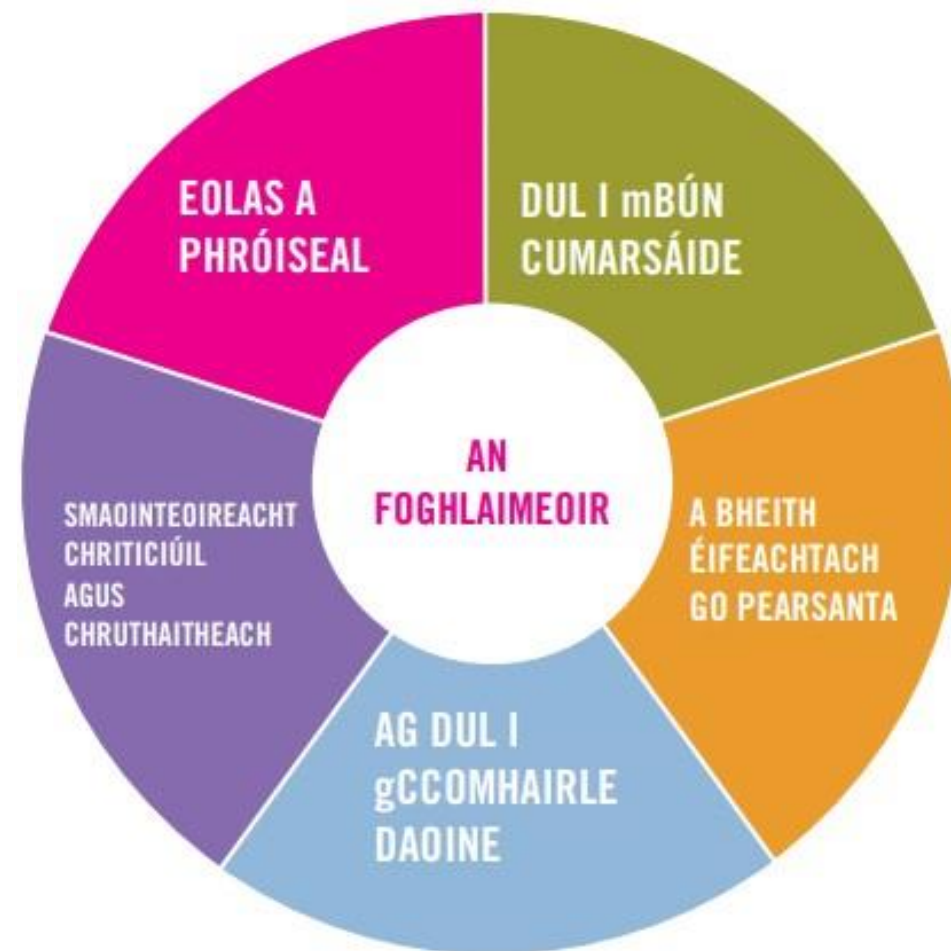 EOLAS A
PHRÓISEAL
DUL I mBÚN
CUMARSÁIDE
A BHEITH
ÉIFEACHTACH
GO PEARSANTA
AG DUL I
gCCOMHAIRLE
DAOINE
SMAOINTEOIREACHT
CHRITICIÚIL
AGUS
CHRUTHAITHEACH
AN
FOGHLAIMEOIR